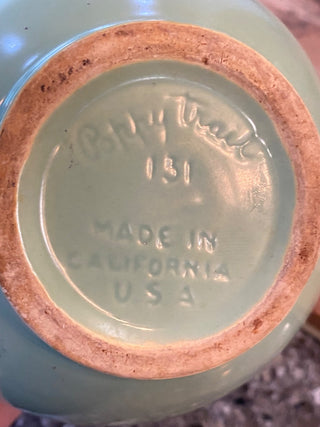 Poppy Trail
131
MADE IN
CALIFORNIA
U S A